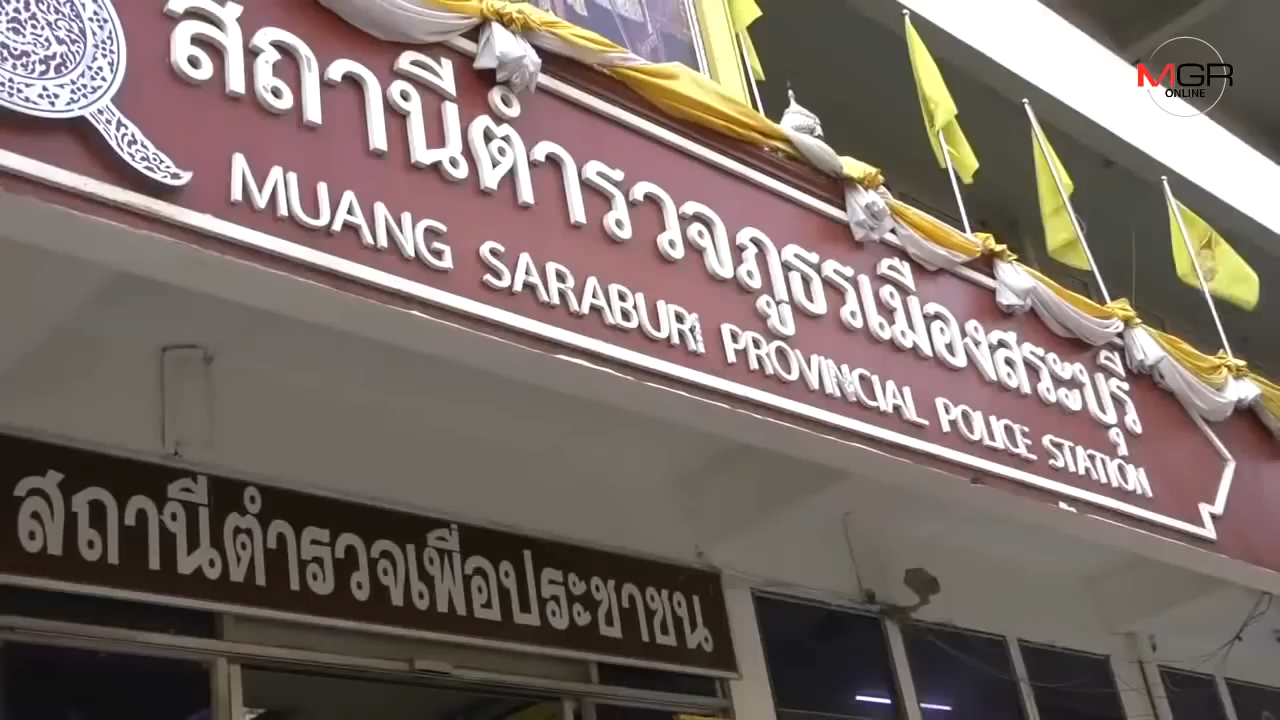 MGR
ONLINE
สถานีตำรวจภูธรเมืองสระบุรี
MUANG SARABURI PROVINCIAL POLICE STATION
สถานีตำรวจเพื่อประชาชน